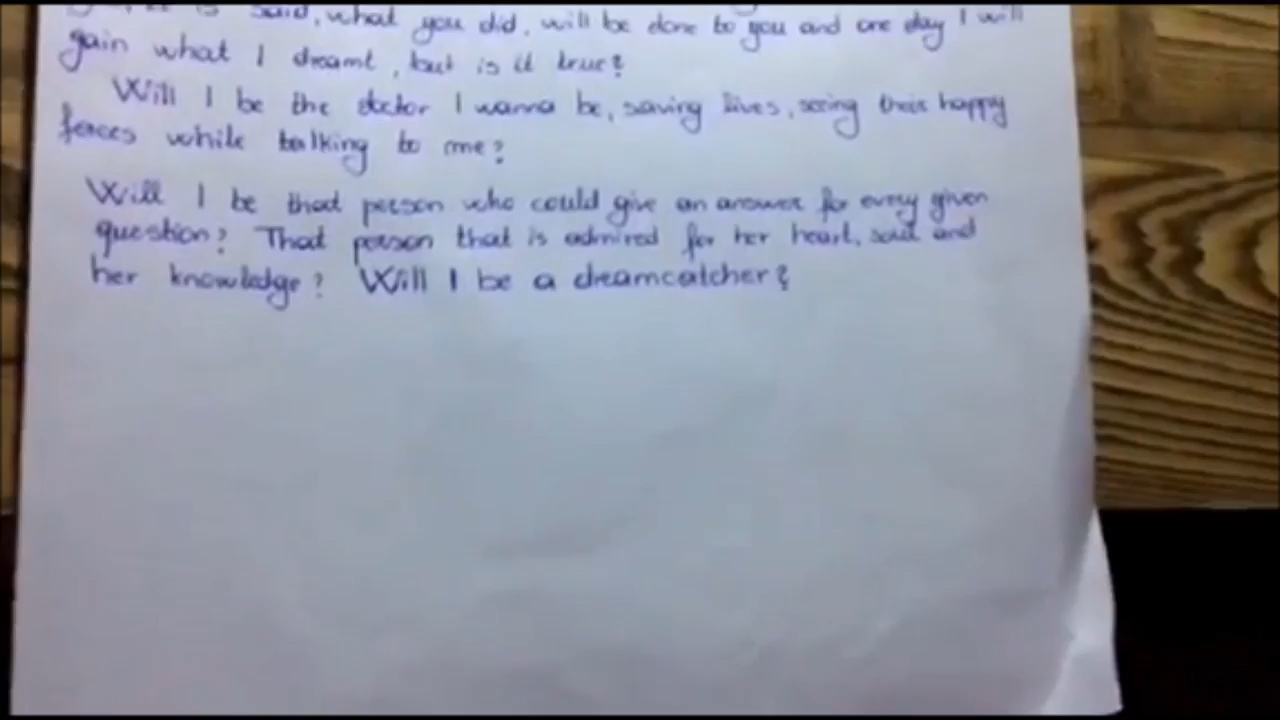 is said, what you did, will be done to you and one day I will
gain what I dreamt, but is it true?
Will I be the doctor I wanna be, saving lives, seeing their happy
faces while talking to me?
Will I be that person who could give an answer for every given
question? That person that is admired for her heart, soul and
her knowledge? Will I be a dreamcatcher?